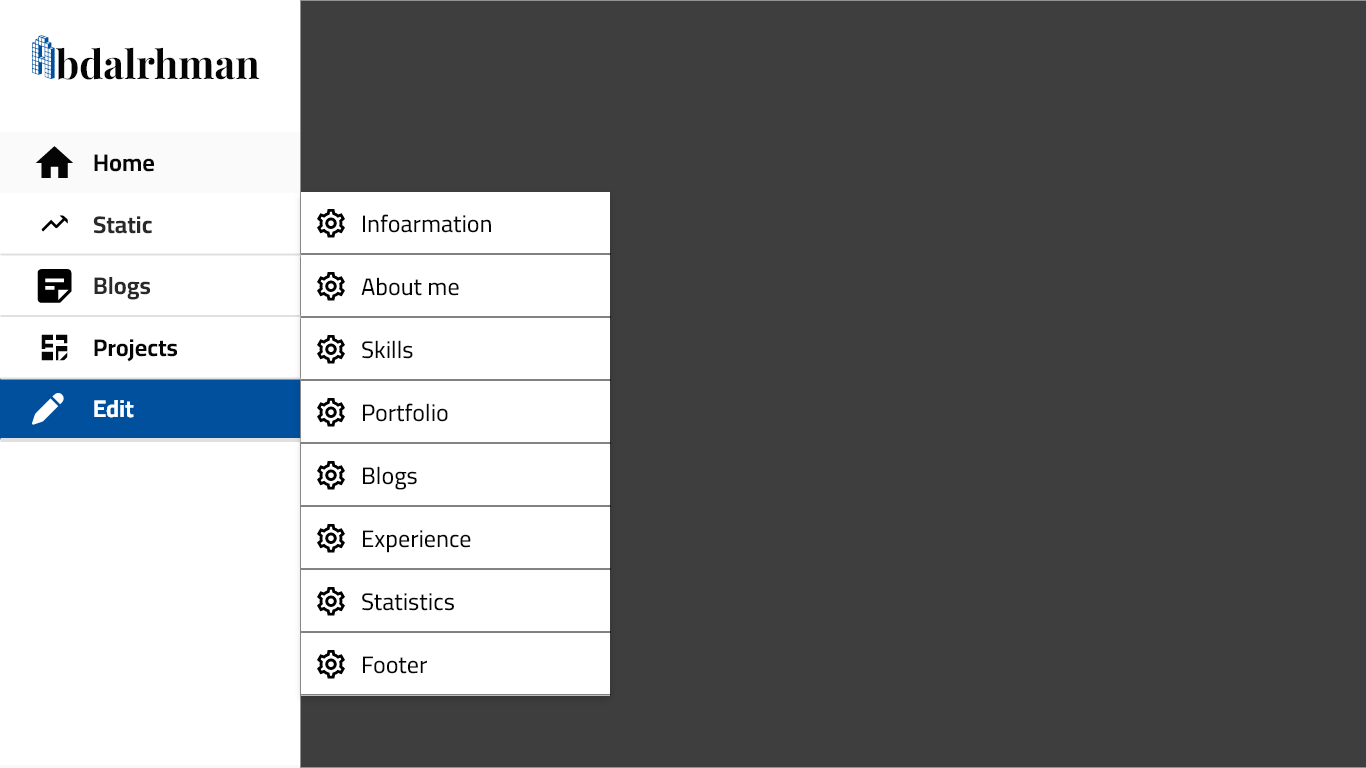 Abdalrhman
Home
Static
Blogs
Projects
Edit
Infoarmation
About me
Skills
Portfolio
Blogs
Experience
Statistics
Footer